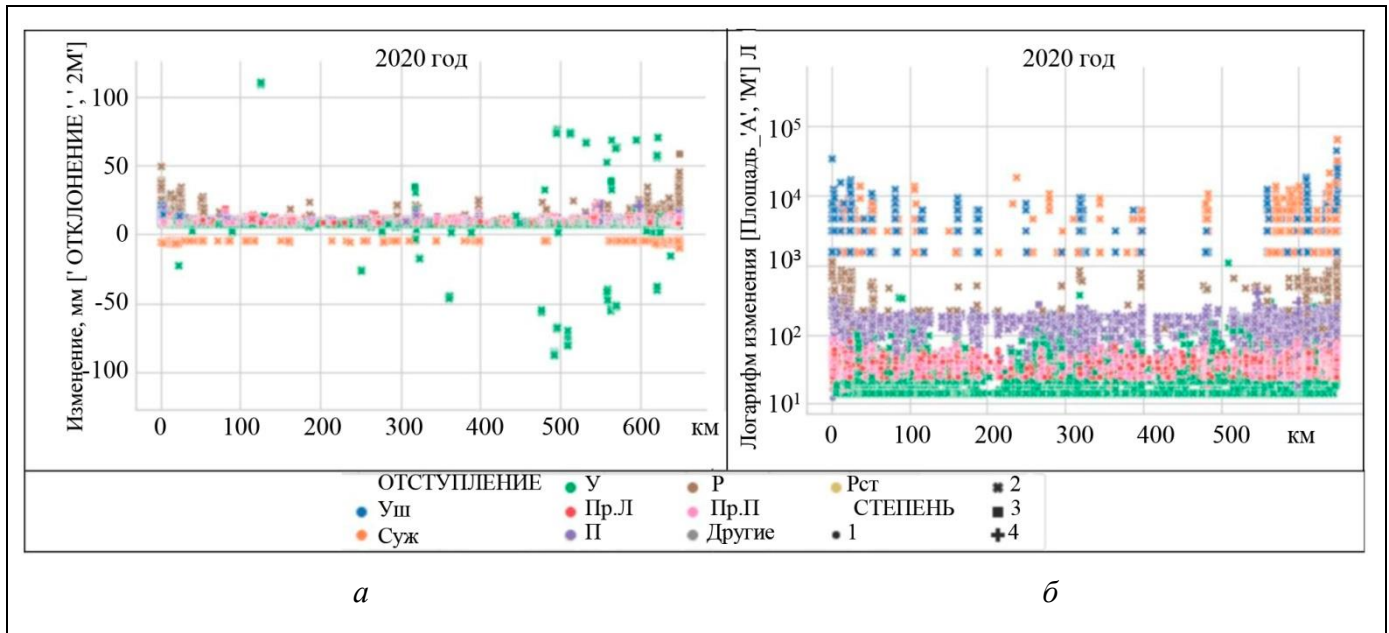 2020 год
Изменение, мм [' ОТКЛОНЕНИЕ ', ' 2М']
100
50
0
-50
-100
0 100 200 300 400 500 600 км
2020 год
Логарифм изменения [Площадь_'А', 'М'] Л
10⁵
10⁴
10³
10²
10¹
0 100 200 300 400 500 км
ОТСТУПЛЕНИЕ У Р Рст 2
Уш Пр.Л Пр.П СТЕПЕНЬ 3
Суж П Другие 1 4
а б